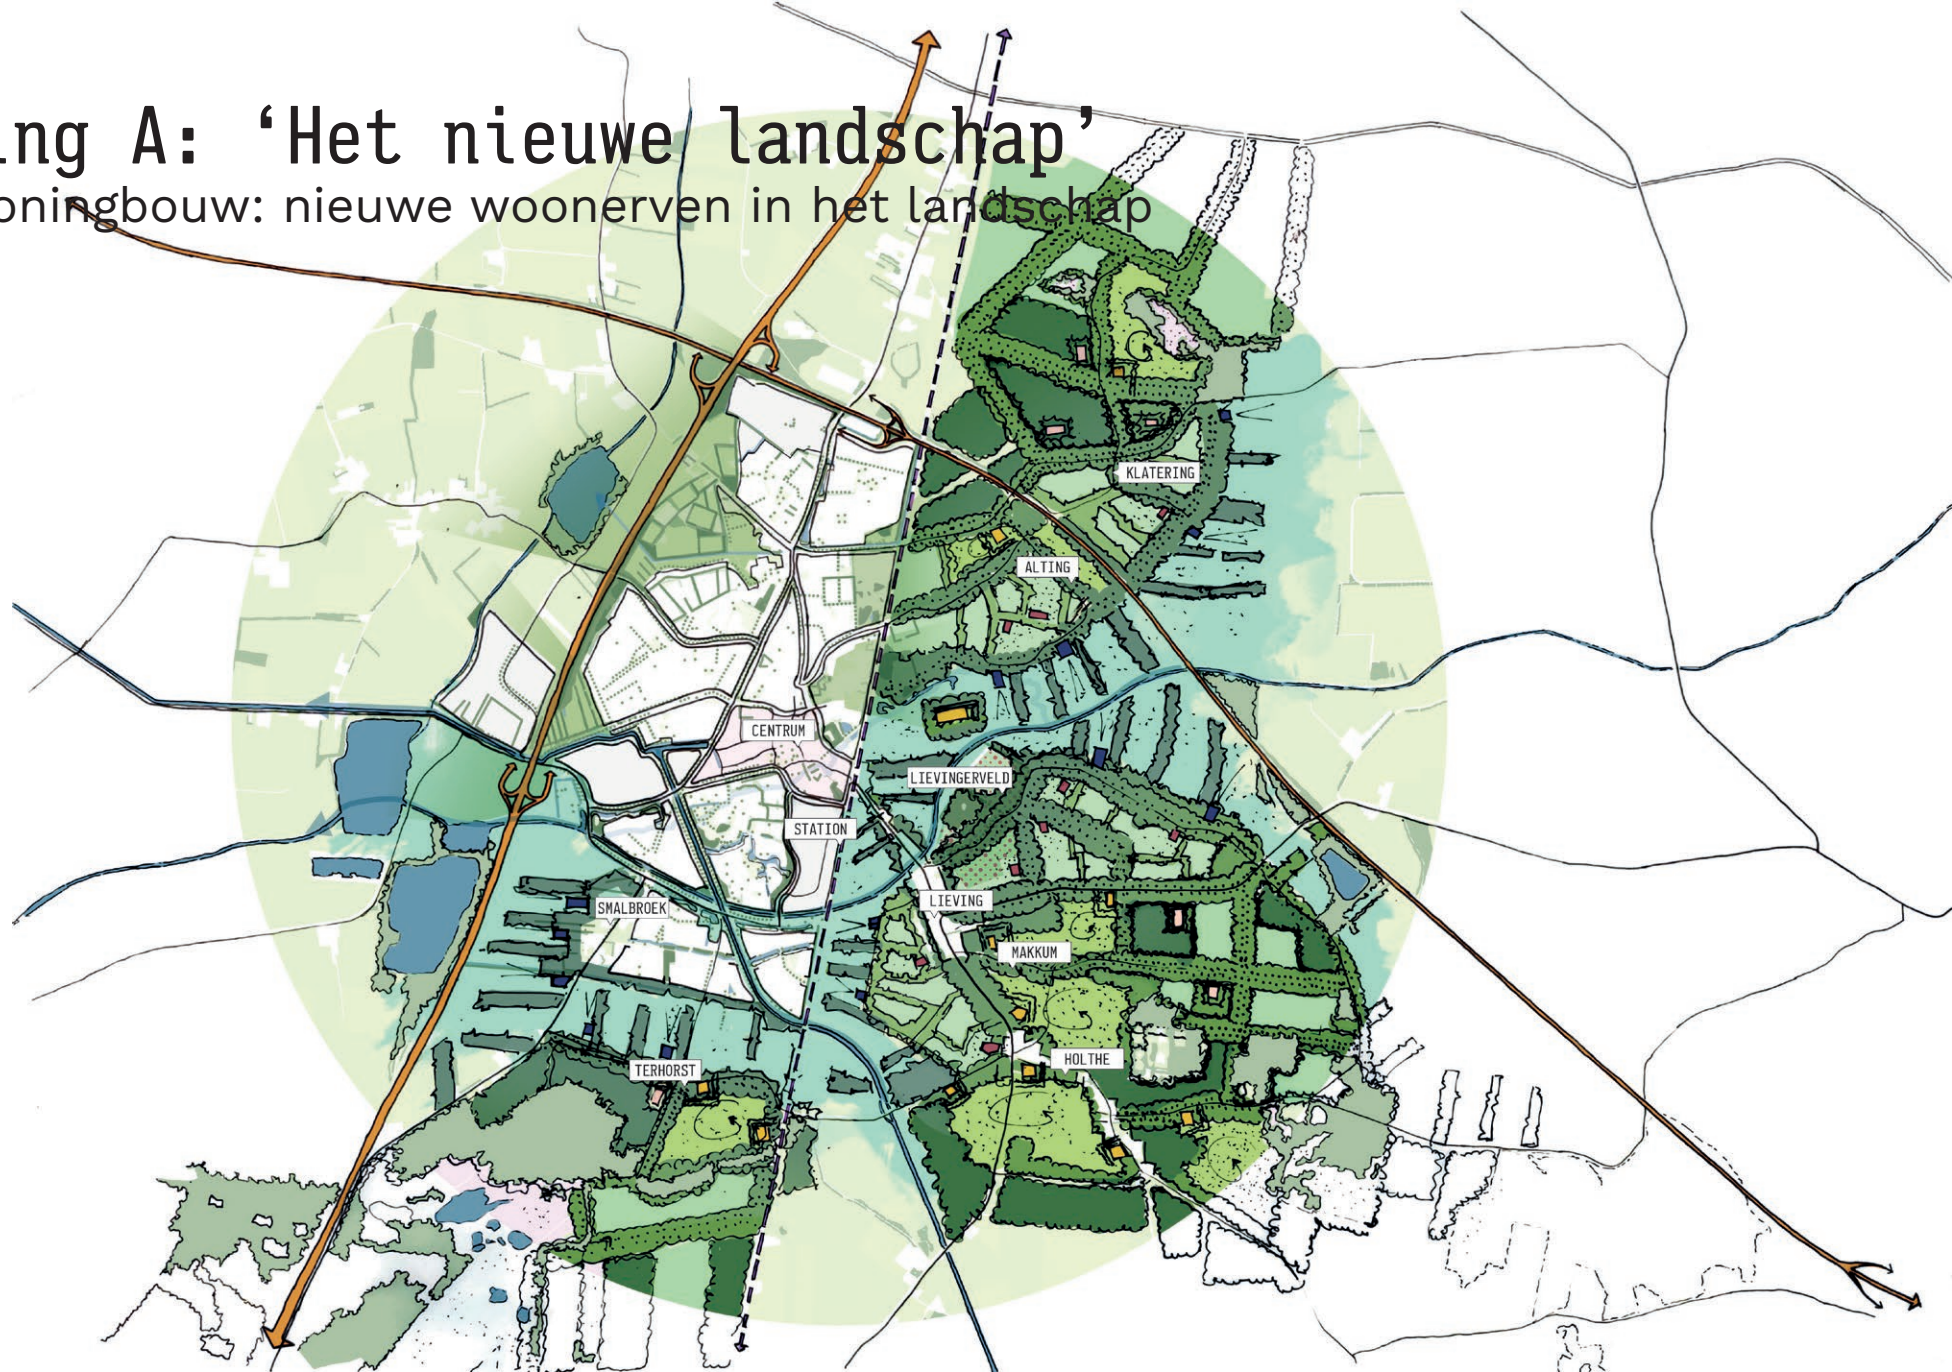 ing A: ‘Het nieuwe landschap’
oningbouw: nieuwe woonerven in het landschap
KLATERING
ALTING
CENTRUM
LIEVINGERVELD
STATION
LIEVING
SMALBROEK
MAKKUM
HOLTHE
TERHORST